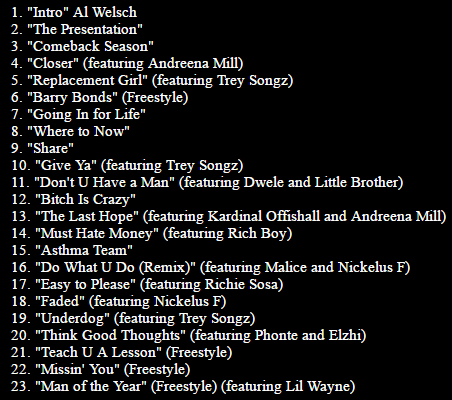 1. "Intro" Al Welsch
2. "The Presentation"
3. "Comeback Season"
4. "Closer" (featuring Andreena Mill)
5. "Replacement Girl" (featuring Trey Songz)
6. "Barry Bonds" (Freestyle)
7. "Going In for Life"
8. "Where to Now"
9. "Share"
10. "Give Ya" (featuring Trey Songz)
11. "Don't U Have a Man" (featuring Dwele and Little Brother)
12. "Bitch Is Crazy"
13. "The Last Hope" (featuring Kardinal Offishall and Andreena Mill)
14. "Must Hate Money" (featuring Rich Boy)
15. "Asthma Team"
16. "Do What U Do (Remix)" (featuring Malice and Nickelus F)
17. "Easy to Please" (featuring Richie Sosa)
18. "Faded" (featuring Nickelus F)
19. "Underdog" (featuring Trey Songz)
20. "Think Good Thoughts" (featuring Phonte and Elzhi)
21. "Teach U A Lesson" (Freestyle)
22. "Missin' You" (Freestyle)
23. "Man of the Year" (Freestyle) (featuring Lil Wayne)